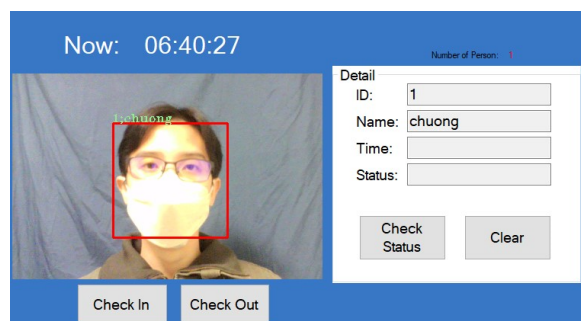 Now: 06:40:27
Number of Person: 1
Detail
ID: 1
Name: chuong
Time:
Status:
1;chuong
Check Status
Clear
Check In
Check Out